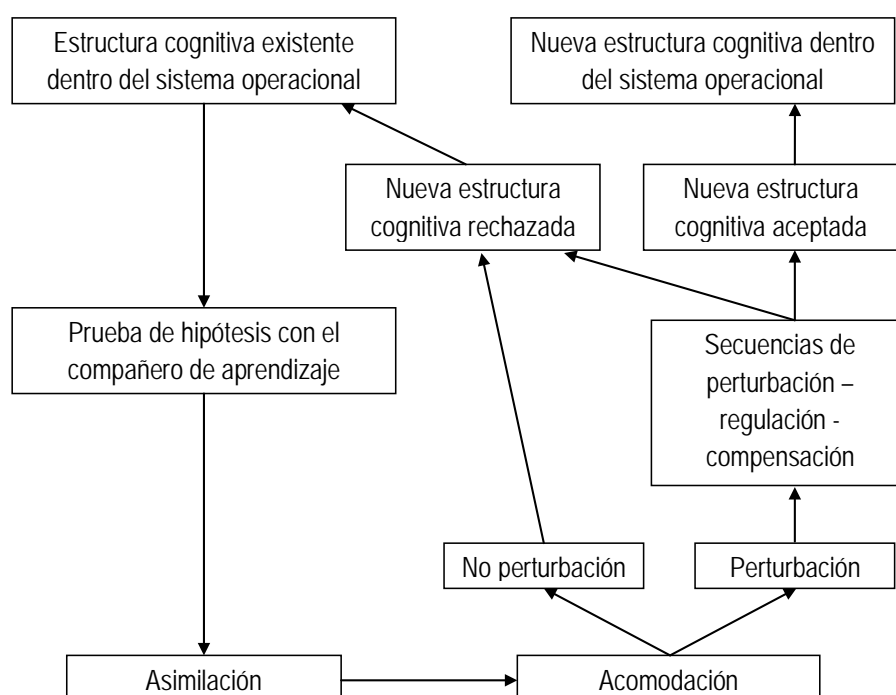 Estructura cognitiva existente
dentro del sistema operacional
Nueva estructura cognitiva dentro
del sistema operacional
Nueva estructura
cognitiva rechazada
Nueva estructura
cognitiva aceptada
Prueba de hipótesis con el
compañero de aprendizaje
Secuencias de
perturbación –
regulación -
compensación
No perturbación
Perturbación
Asimilación
Acomodación